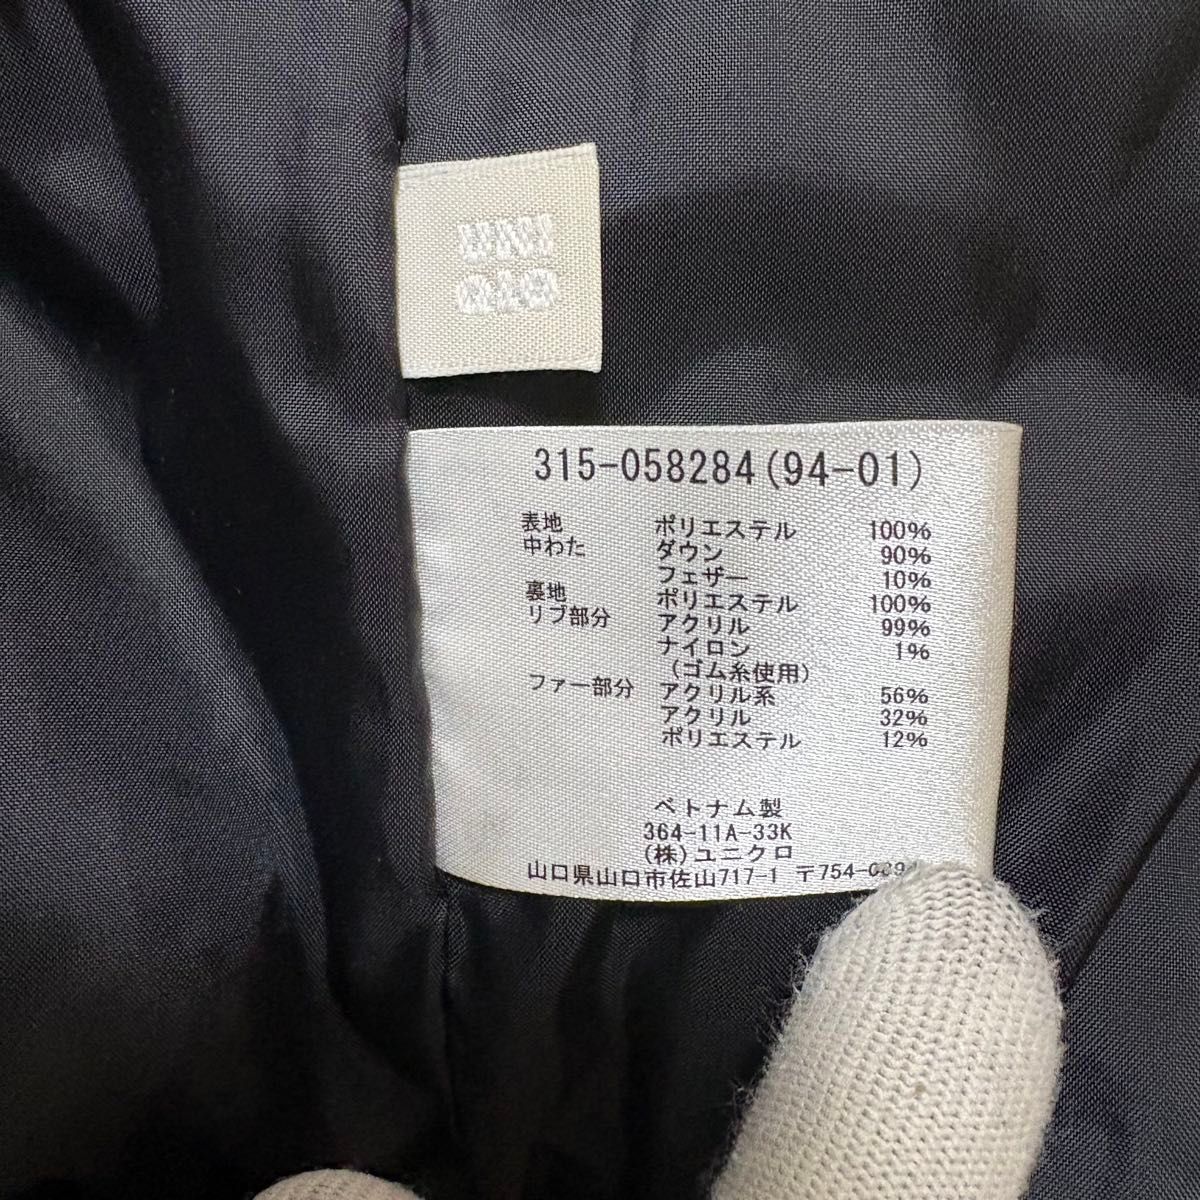 UNI
QLO
315-058284(94-01)
表地 ポリエステル 100%
中わた ダウン 90%
フェザー 10%
裏地 ポリエステル 100%
リブ部分 アクリル 99%
ナイロン 1%
(ゴム糸使用)
ファー部分 アクリル系 56%
アクリル 32%
ポリエステル 12%
ベトナム製
364-11A-33K
(株)ユニクロ
山口県山口市佐山717-1 〒754-0894